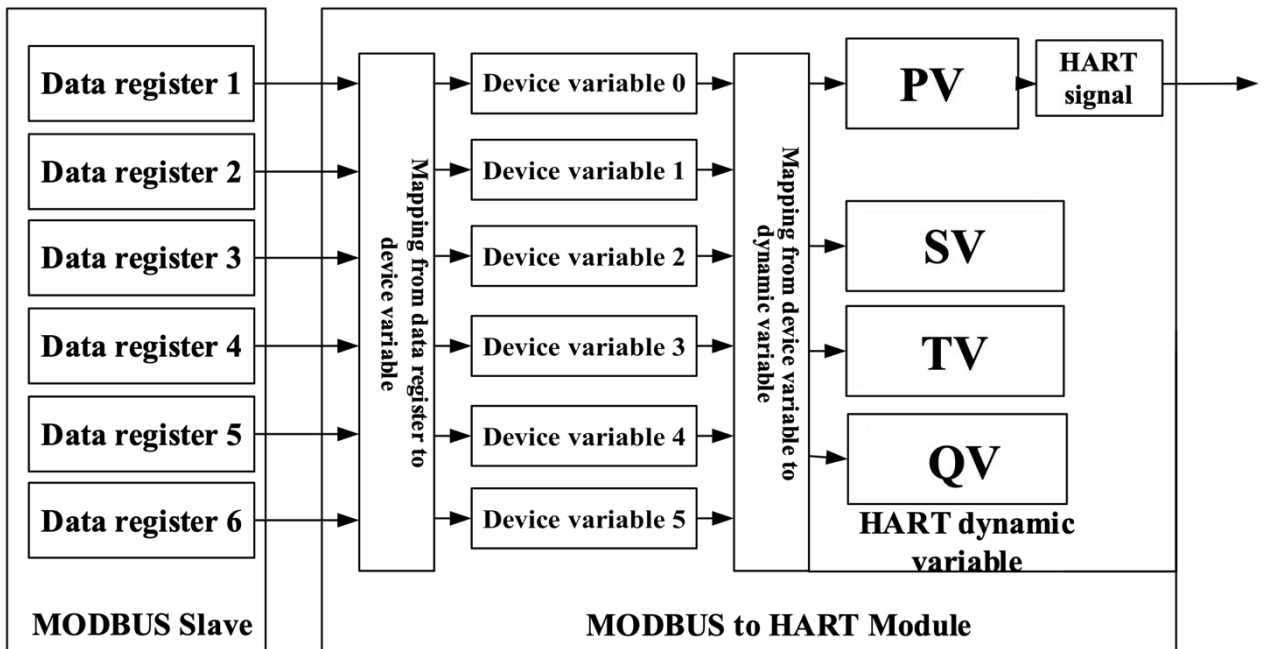 Data register 1
Data register 2
Data register 3
Data register 4
Data register 5
Data register 6
MODBUS Slave
Mapping from data register to
device variable
Device variable 0
Device variable 1
Device variable 2
Device variable 3
Device variable 4
Device variable 5
Mapping from device variable to
dynamic variable
PV
HART
signal
SV
TV
QV
HART dynamic
variable
MODBUS to HART Module